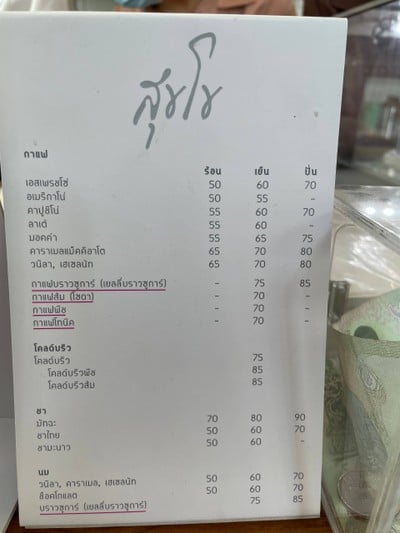 สุขใจ
กาแฟ
ร้อน เย็น ปั่น
เอสเพรซโซ่ 50 60 70
อเมริกาโน่ 50 55 -
คาปูชิโน่ 55 60 70
ลาเต้ 55 60 -
มอคค่า 55 65 75
คาราเมลแม็คคิอาโต 65 70 80
วนิลา, เฮเซลนัท 65 70 80
กาแฟบราวชูการ์ (เยลลี่บราวชูการ์) - 75 85
กาแฟส้ม (โซดา) - 70 -
กาแฟพีช - 70 -
กาแฟโทนิค - 70 -
โคลด์บริว
โคลด์บริว 75
โคลด์บริวพีช 85
โคลด์บริวส้ม 85
ชา
มัทฉะ 70 80 90
ชาไทย 50 60 70
ชามะนาว 50 60 -
นม
วนิลา, คาราเมล, เฮเซลนัท 50 60 70
ช็อคโกแลต 50 60 70
บราวชูการ์ (เยลลี่บราวชูการ์) 75 85